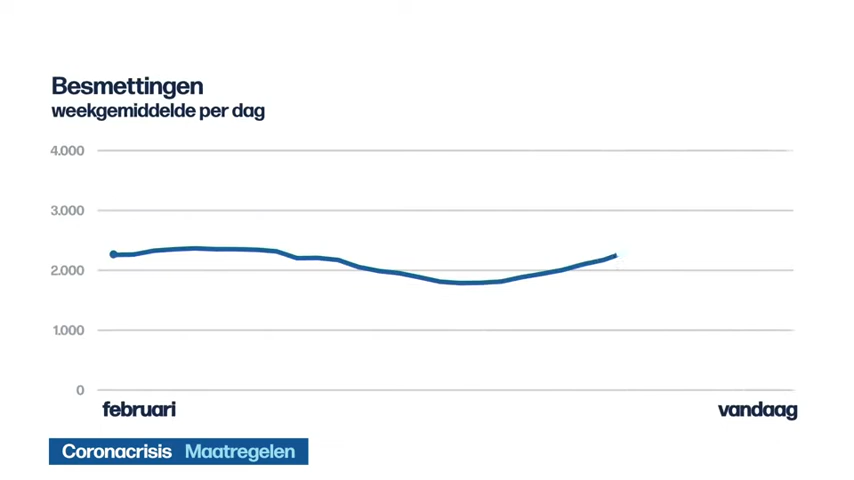 Besmettingen
weekgemiddelde per dag
4.000
3.000
2.000
1.000
0
februari vandaag
Coronacrisis Maatregelen